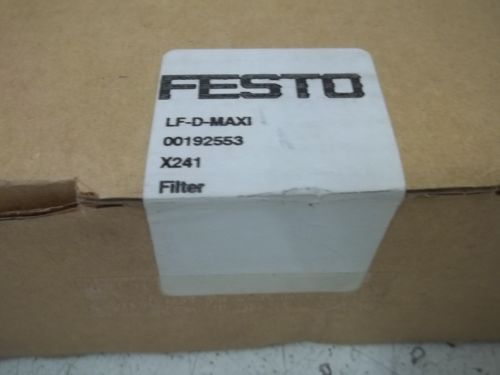 FESTO
LF-D-MAXI
00192553
X241
Filter